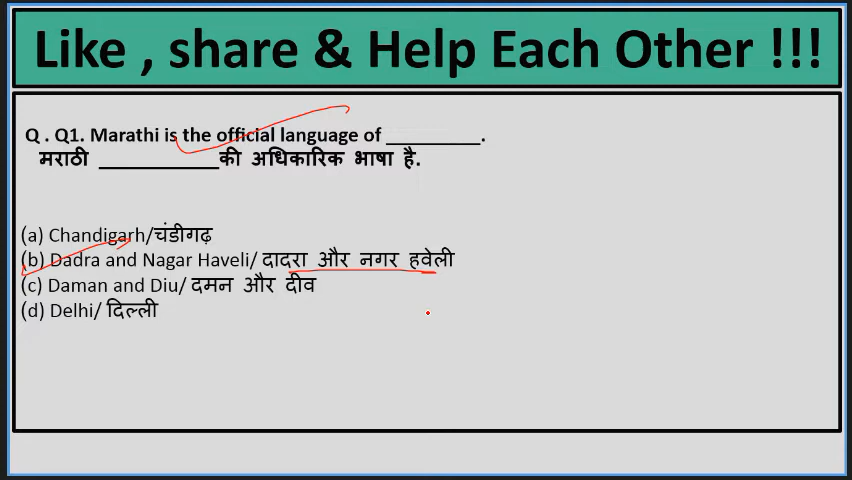 Like , share & Help Each Other !!!
Q . Q1. Marathi is the official language of _________.
मराठी ___________की अधिकारिक भाषा है.
(a) Chandigarh/चंडीगढ़
(b) Dadra and Nagar Haveli/ दादरा और नगर हवेली
(c) Daman and Diu/ दमन और दीव
(d) Delhi/ दिल्ली